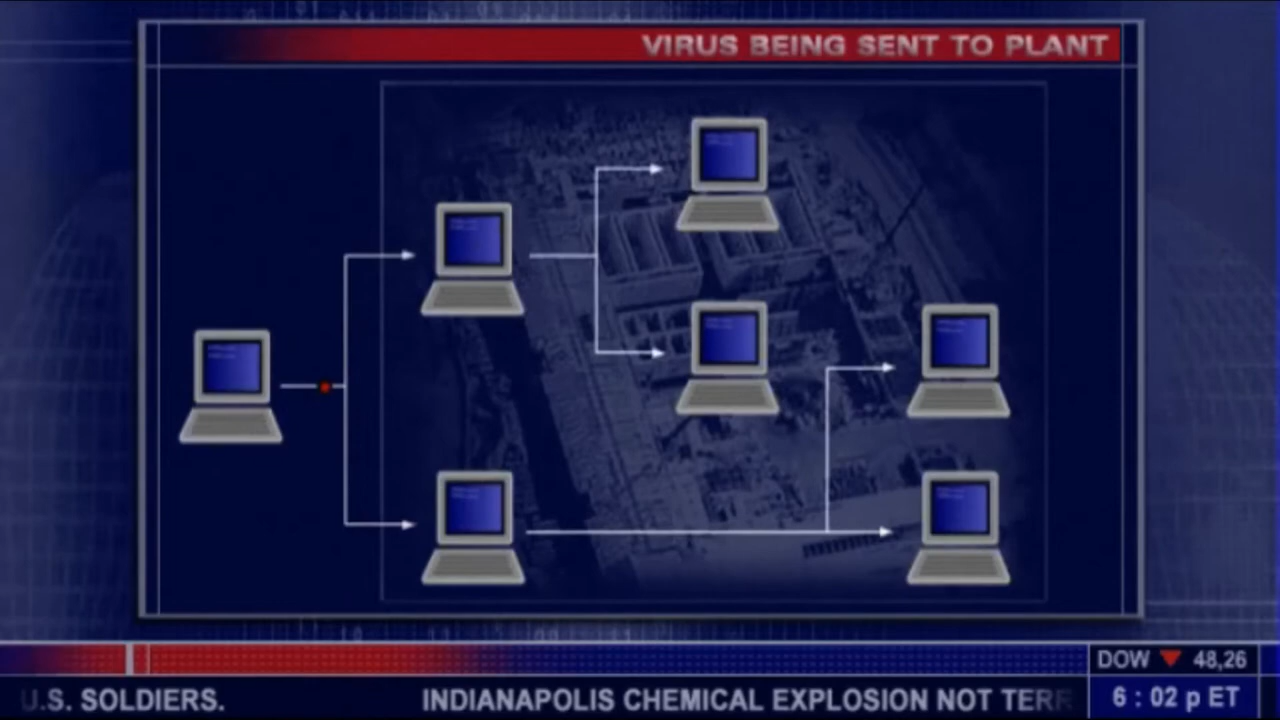 VIRUS BEING SENT TO PLANT
DOW 48,26
U.S. SOLDIERS. INDIANAPOLIS CHEMICAL EXPLOSION NOT
6 : 02 p ET